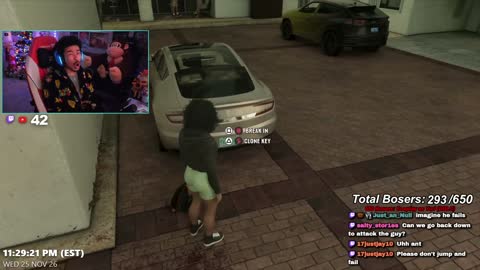 42
BREAK IN
CLONE KEY
Total Bosers: 293/650
Just_an_Null: imagine he fails
salty_stories: Can we go back down to attack the guy?
17justjay10: Uhh ant
17justjay10: Please don't jump and fail
11:29:21 PM (EST)
WED 25 NOV 26